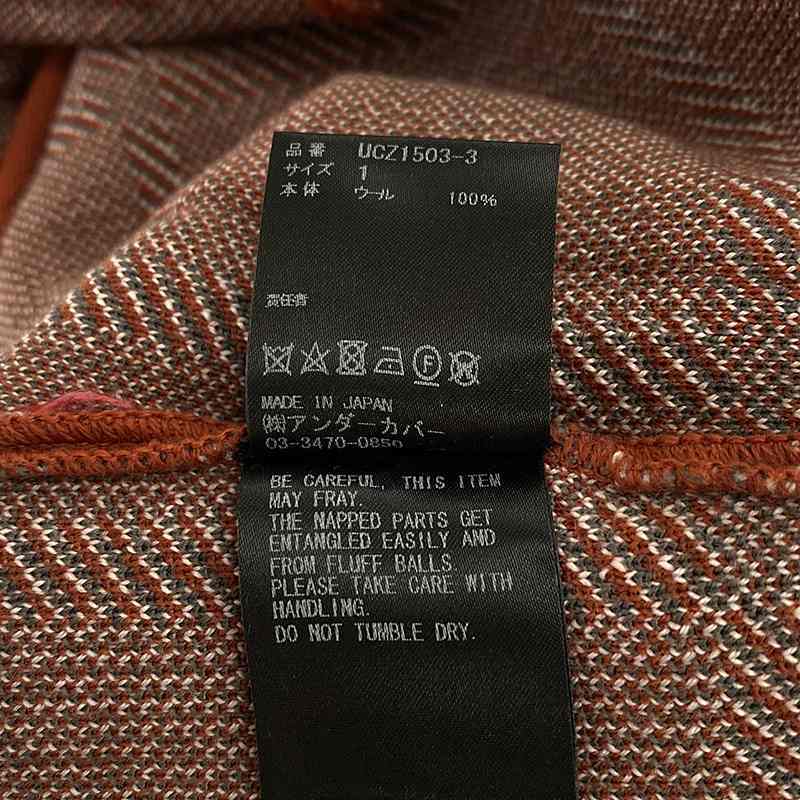 品番 UCZ1503-3
サイズ 1
本体 ウール 100%
責任者
F W
MADE IN JAPAN
㈱アンダーカバー
03-3470-0850
BE CAREFUL, THIS ITEM
MAY FRAY.
THE NAPPED PARTS GET
ENTANGLED EASILY AND
FROM FLUFF BALLS.
PLEASE TAKE CARE WITH
HANDLING.
DO NOT TUMBLE DRY.